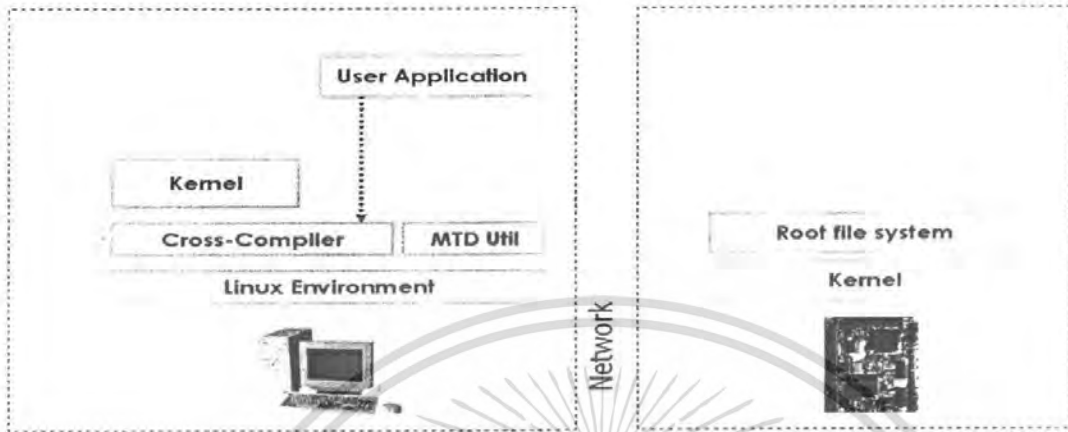 User Application
Kernel
Cross-Compiler
MTD Util
Linux Environment
Network
Root file system
Kernel